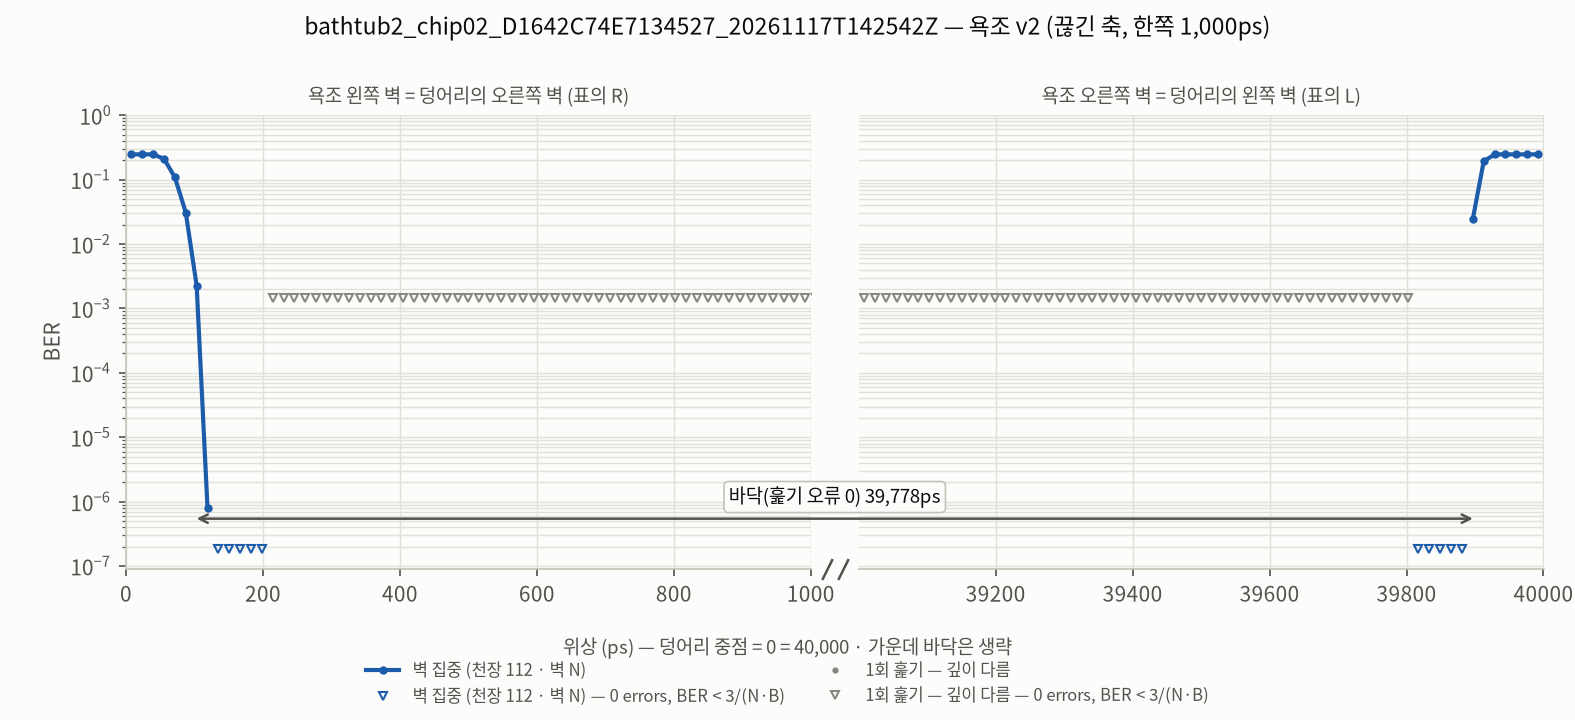 bathtub2_chip02_D1642C74E7134527_20261117T142542Z — 욕조 v2 (끊긴 축, 한쪽 1,000ps)
욕조 왼쪽 벽 = 덩어리의 오른쪽 벽 (표의 R)
욕조 오른쪽 벽 = 덩어리의 왼쪽 벽 (표의 L)
10⁰
10⁻¹
10⁻²
10⁻³
10⁻⁴
10⁻⁵
10⁻⁶
10⁻⁷
BER
바닥(훑기 오류 0) 39,778ps
0 200 400 600 800 1000 39200 39400 39600 39800 40000
위상 (ps) — 덩어리 중점 = 0 = 40,000 · 가운데 바닥은 생략
벽 집중 (천장 112 · 벽 N)
벽 집중 (천장 112 · 벽 N) — 0 errors, BER < 3/(N·B)
1회 훑기 — 깊이 다름
1회 훑기 — 깊이 다름 — 0 errors, BER < 3/(N·B)